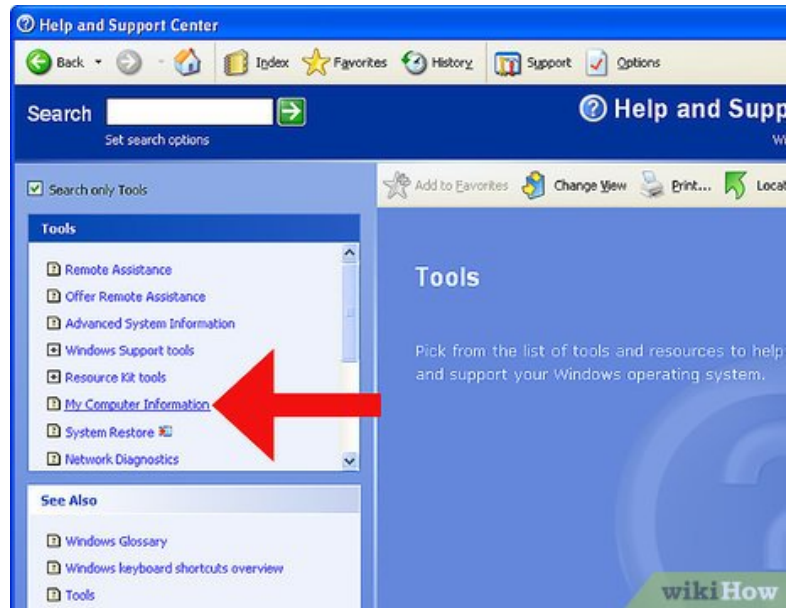 Help and Support Center
Back Index Favorites History Support Options
Search
Set search options
Help and Supp
Search only Tools
Add to Favorites Change View Print... Locat
Tools
Remote Assistance
Offer Remote Assistance
Advanced System Information
Windows Support tools
Resource Kit tools
My Computer Information
System Restore
Network Diagnostics
See Also
Windows Glossary
Windows keyboard shortcuts overview
Tools
Tools
Pick from the list of tools and resources to help
and support your Windows operating system.
wikiHow